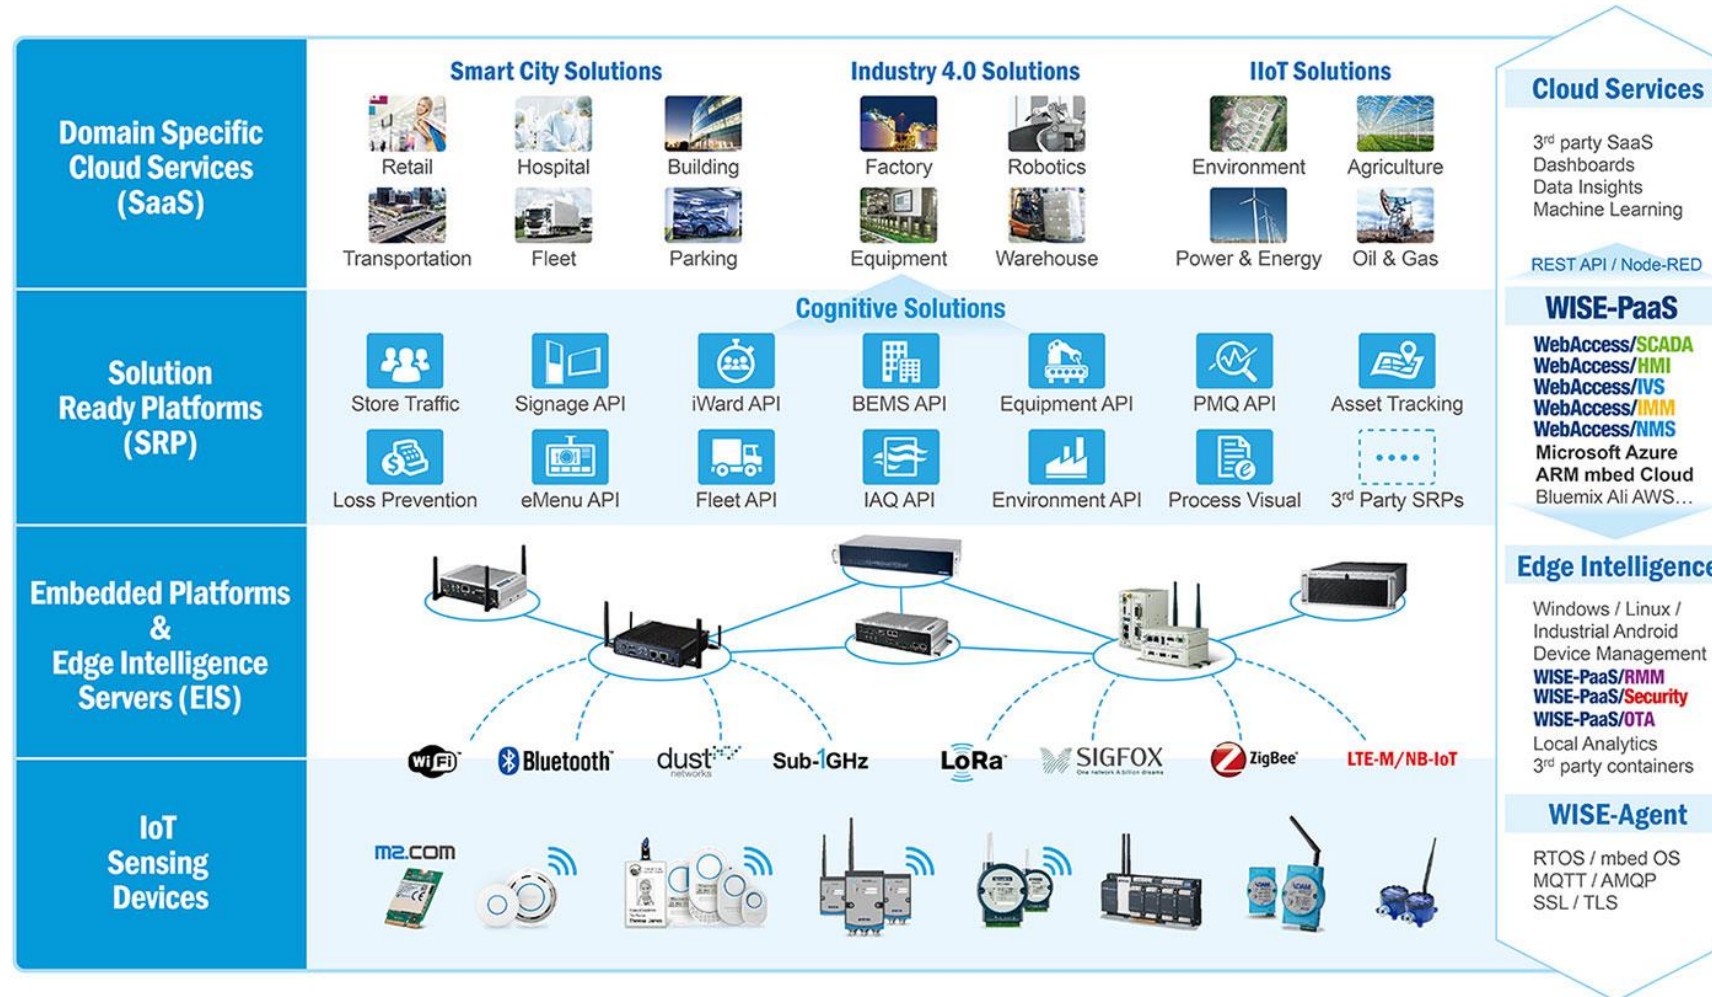 Domain Specific
Cloud Services
(SaaS)
Smart City Solutions
Industry 4.0 Solutions
IIoT Solutions
Retail
Hospital
Building
Factory
Robotics
Environment
Agriculture
Transportation
Fleet
Parking
Equipment
Warehouse
Power & Energy
Oil & Gas
Solution
Ready Platforms
(SRP)
Cognitive Solutions
Store Traffic
Signage API
iWard API
BEMS API
Equipment API
PMQ API
Asset Tracking
Loss Prevention
eMenu API
Fleet API
IAQ API
Environment API
Process Visual
3rd Party SRPs
Embedded Platforms
&
Edge Intelligence
Servers (EIS)
WiFi
Bluetooth
dust
networks
Sub-1GHz
LoRa
SIGFOX
One network A billion dreams
ZigBee
LTE-M/NB-IoT
IoT
Sensing
Devices
m2.com
Cloud Services
3rd party SaaS
Dashboards
Data Insights
Machine Learning
REST API / Node-RED
WISE-PaaS
WebAccess/SCADA
WebAccess/HMI
WebAccess/IVS
WebAccess/IMM
WebAccess/NMS
Microsoft Azure
ARM mbed Cloud
Bluemix Ali AWS...
Edge Intelligence
Windows / Linux /
Industrial Android
Device Management
WISE-PaaS/RMM
WISE-PaaS/Security
WISE-PaaS/OTA
Local Analytics
3rd party containers
WISE-Agent
RTOS / mbed OS
MQTT / AMQP
SSL / TLS